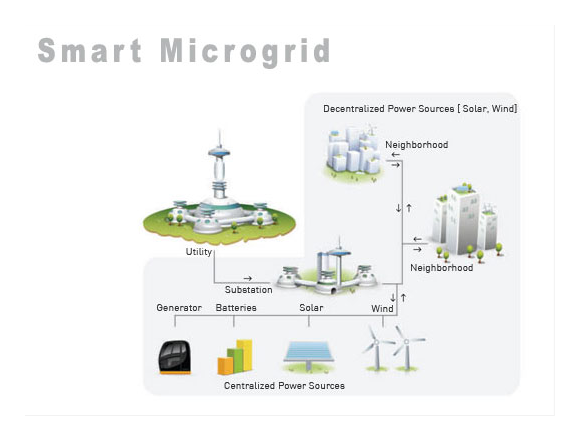 Smart Microgrid
Decentralized Power Sources [ Solar, Wind]
Neighborhood
Utility
Neighborhood
Substation
Generator Batteries Solar Wind
Centralized Power Sources